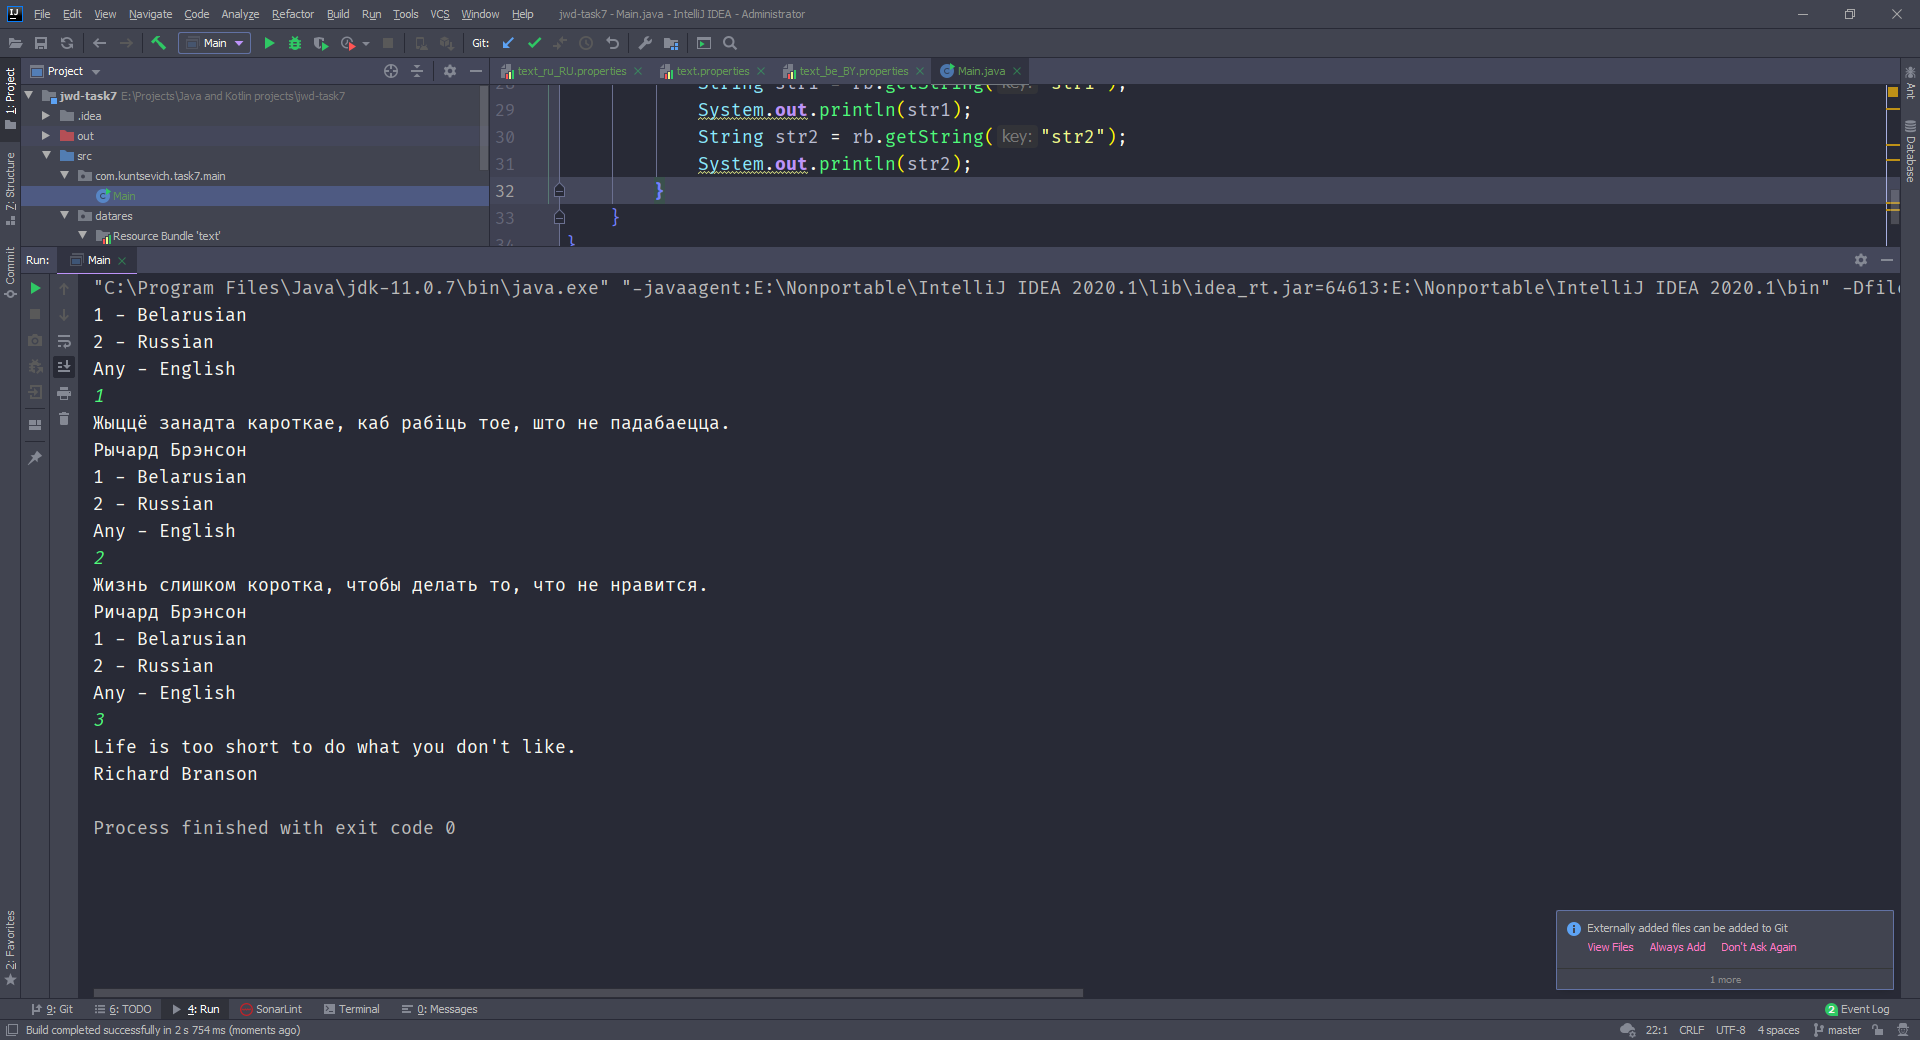 File Edit View Navigate Code Analyze Refactor Build Run Tools VCS Window Help jwd-task7 - Main.java - IntelliJ IDEA - Administrator
Main Git:
1: Project
7: Structure
Commit
2: Favorites
Ant
Database
Project
text_ru_RU.properties text.properties text_be_BY.properties Main.java
jwd-task7 E:\Projects\Java and Kotlin projects\jwd-task7
.idea
out
src
com.kuntsevich.task7.main
Main
datares
Resource Bundle 'text'
28 String str1 = rb.getString( key: "str1");
29 System.out.println(str1);
30 String str2 = rb.getString( key: "str2");
31 System.out.println(str2);
32 }
33 }
34 }
Run: Main
"C:\Program Files\Java\jdk-11.0.7\bin\java.exe" "-javaagent:E:\Nonportable\IntelliJ IDEA 2020.1\lib\idea_rt.jar=64613:E:\Nonportable\IntelliJ IDEA 2020.1\bin" -Dfile
1 - Belarusian
2 - Russian
Any - English
1
Жыццё занадта кароткае, каб рабіць тое, што не падабаецца.
Рычард Брэнсон
1 - Belarusian
2 - Russian
Any - English
2
Жизнь слишком коротка, чтобы делать то, что не нравится.
Ричард Брэнсон
1 - Belarusian
2 - Russian
Any - English
3
Life is too short to do what you don't like.
Richard Branson
Process finished with exit code 0
Externally added files can be added to Git
View Files Always Add Don't Ask Again
1 more
9: Git 6: TODO 4: Run SonarLint Terminal 0: Messages 2 Event Log
Build completed successfully in 2 s 754 ms (moments ago) 22:1 CRLF UTF-8 4 spaces master